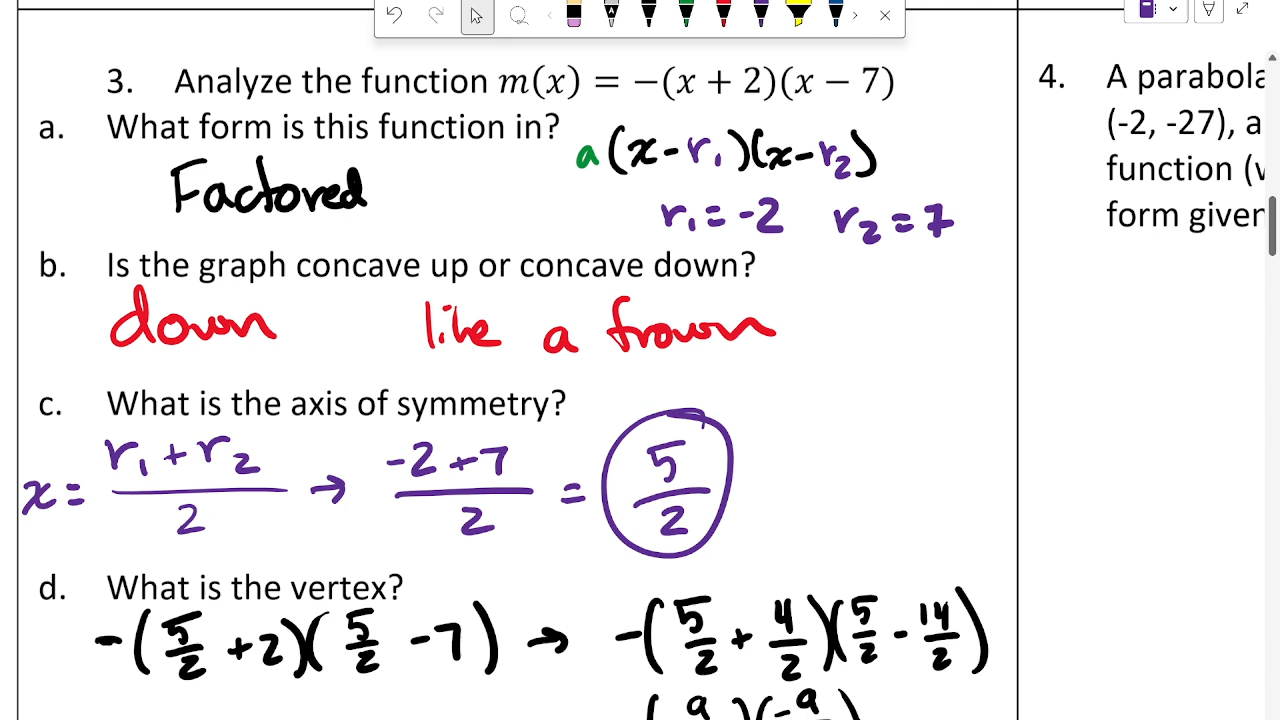 3. Analyze the function m(x) = −(x + 2)(x − 7)
a. What form is this function in?
a(x-r₁)(x-r₂)
Factored
r₁ = -2 r₂ = 7
b. Is the graph concave up or concave down?
down like a frown
c. What is the axis of symmetry?
x = (r₁ + r₂)/2 → (-2+7)/2 = 5/2
d. What is the vertex?
-(5/2 +2)(5/2 -7) → -(5/2 + 4/2)(5/2 - 14/2)
4. A parabola
(-2, -27), a
function (
form given